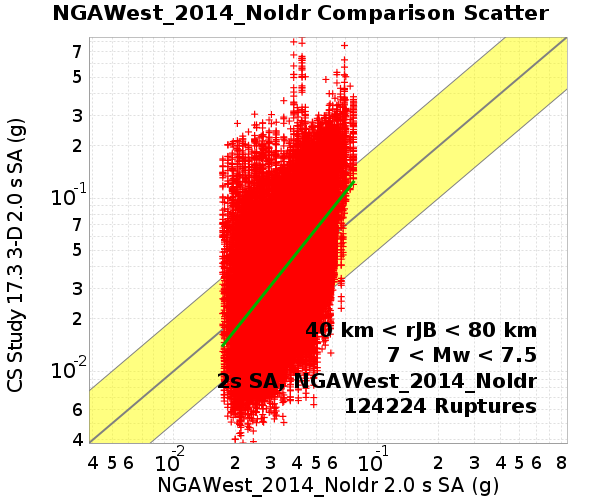 NGAWest_2014_NoIdr Comparison Scatter
CS Study 17.3 3-D 2.0 s SA (g)
7
5
3
2
10-1
7
5
3
2
10-2
6
4
40 km < rJB < 80 km
7 < Mw < 7.5
2s SA, NGAWest_2014_NoIdr
124224 Ruptures
4 5 6 10-2 2 3 4 5 6 10-1 2 3 4 5 6 8
NGAWest_2014_NoIdr 2.0 s SA (g)